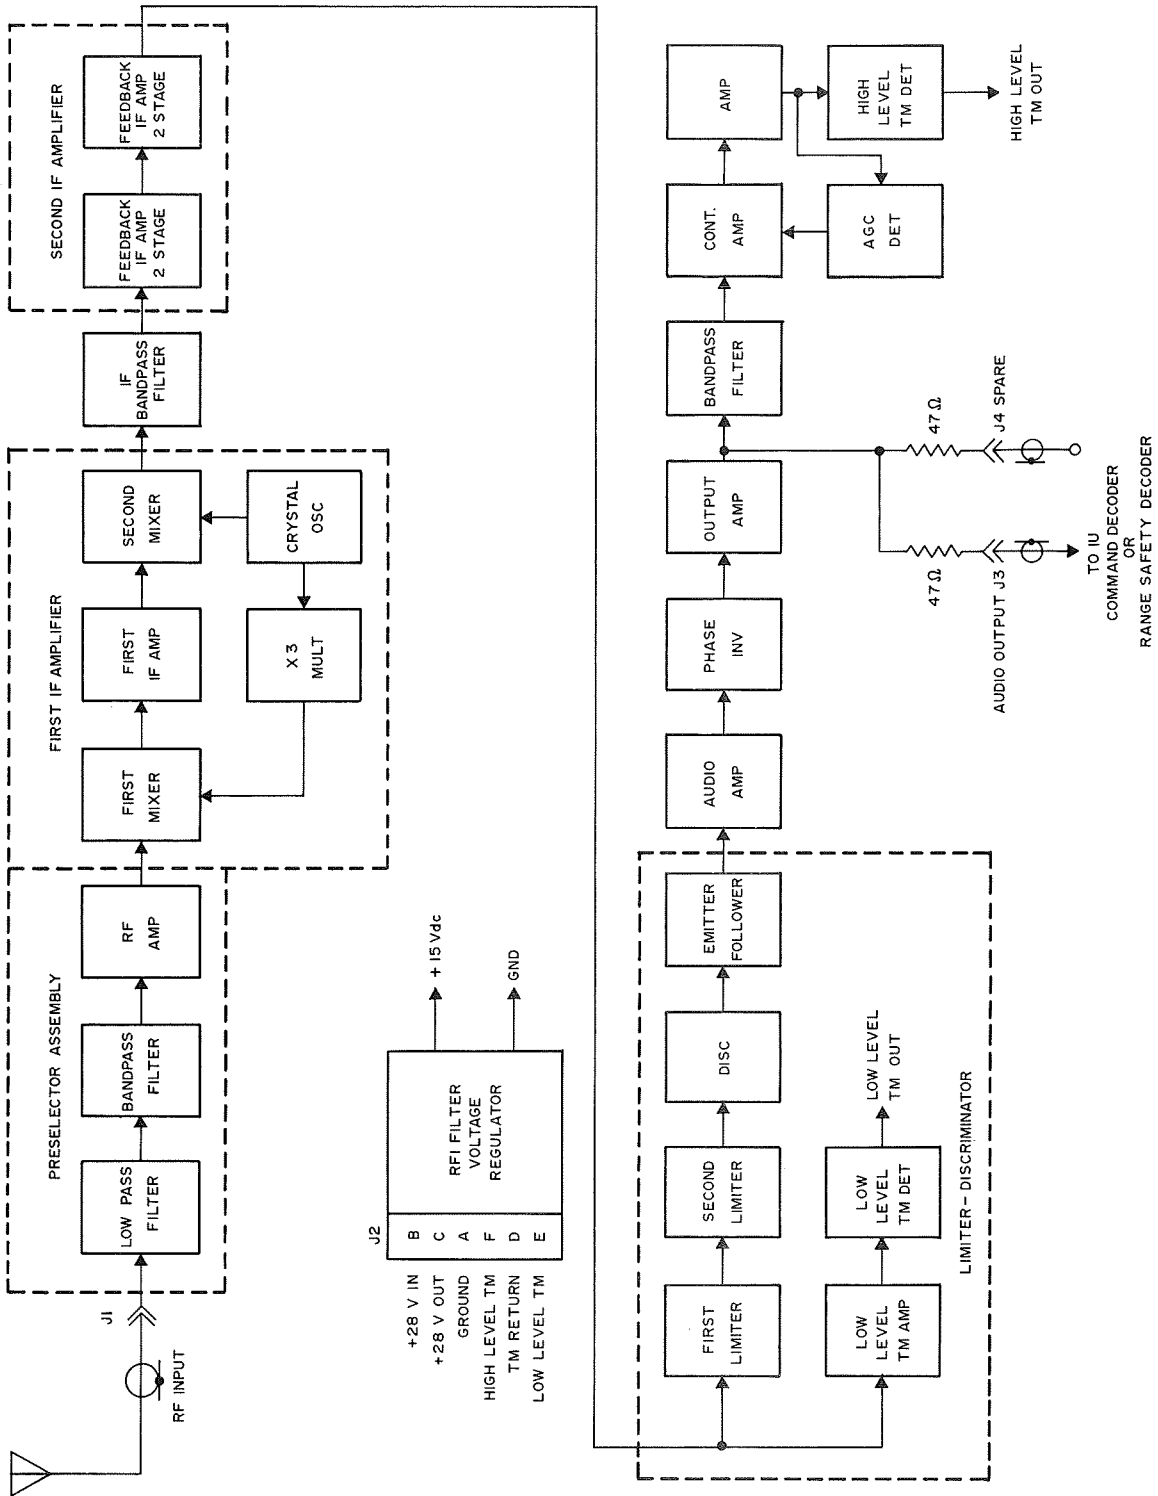 PRESELECTOR ASSEMBLY
FIRST IF AMPLIFIER
SECOND IF AMPLIFIER
RF INPUT
J1
LOW PASS
FILTER
BANDPASS
FILTER
RF
AMP
FIRST
MIXER
FIRST
IF AMP
SECOND
MIXER
X 3
MULT
CRYSTAL
OSC
IF
BANDPASS
FILTER
FEEDBACK
IF AMP
2 STAGE
FEEDBACK
IF AMP
2 STAGE
J2
+28 V IN
B
+28 V OUT
C
GROUND
A
HIGH LEVEL TM
F
TM RETURN
D
LOW LEVEL TM
E
RFI FILTER
VOLTAGE
REGULATOR
+ 15 Vdc
GND
FIRST
LIMITER
SECOND
LIMITER
DISC
EMITTER
FOLLOWER
LOW
LEVEL
TM AMP
LOW
LEVEL
TM DET
LOW LEVEL
TM OUT
LIMITER - DISCRIMINATOR
AUDIO
AMP
PHASE
INV
OUTPUT
AMP
BANDPASS
FILTER
CONT.
AMP
AMP
AGC
DET
HIGH
LEVEL
TM DET
HIGH LEVEL
TM OUT
47 Ω
47 Ω
AUDIO OUTPUT J3
J4 SPARE
TO IU
COMMAND DECODER
OR
RANGE SAFETY DECODER